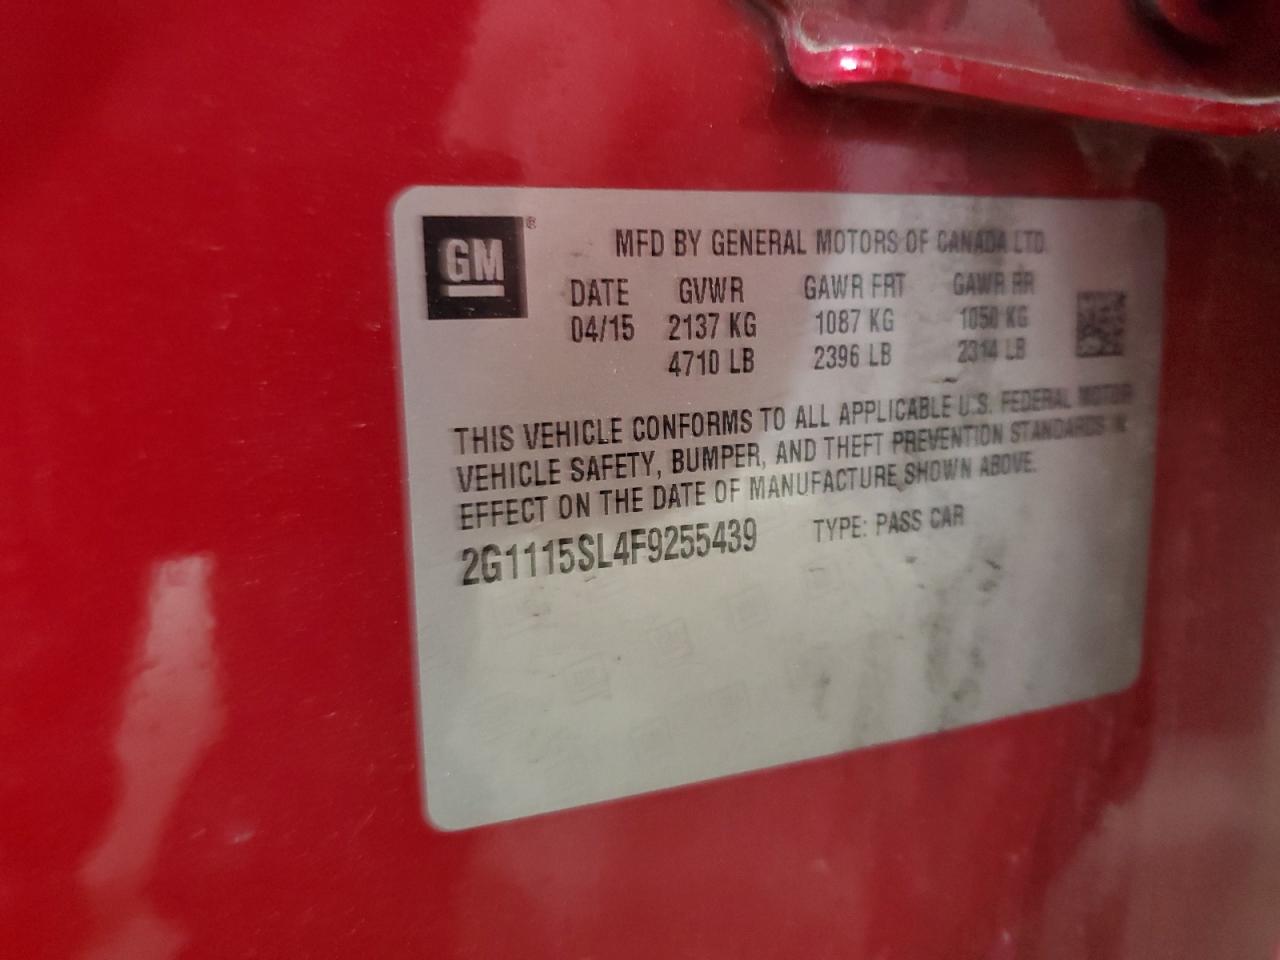 GM®
MFD BY GENERAL MOTORS OF CANADA LTD.
DATE GVWR GAWR FRT GAWR RR
04/15 2137 KG 1087 KG 1050 KG
4710 LB 2396 LB 2314 LB
THIS VEHICLE CONFORMS TO ALL APPLICABLE U.S. FEDERAL MOTOR
VEHICLE SAFETY, BUMPER, AND THEFT PREVENTION STANDARDS IN
EFFECT ON THE DATE OF MANUFACTURE SHOWN ABOVE.
2G1115SL4F9255439 TYPE: PASS CAR